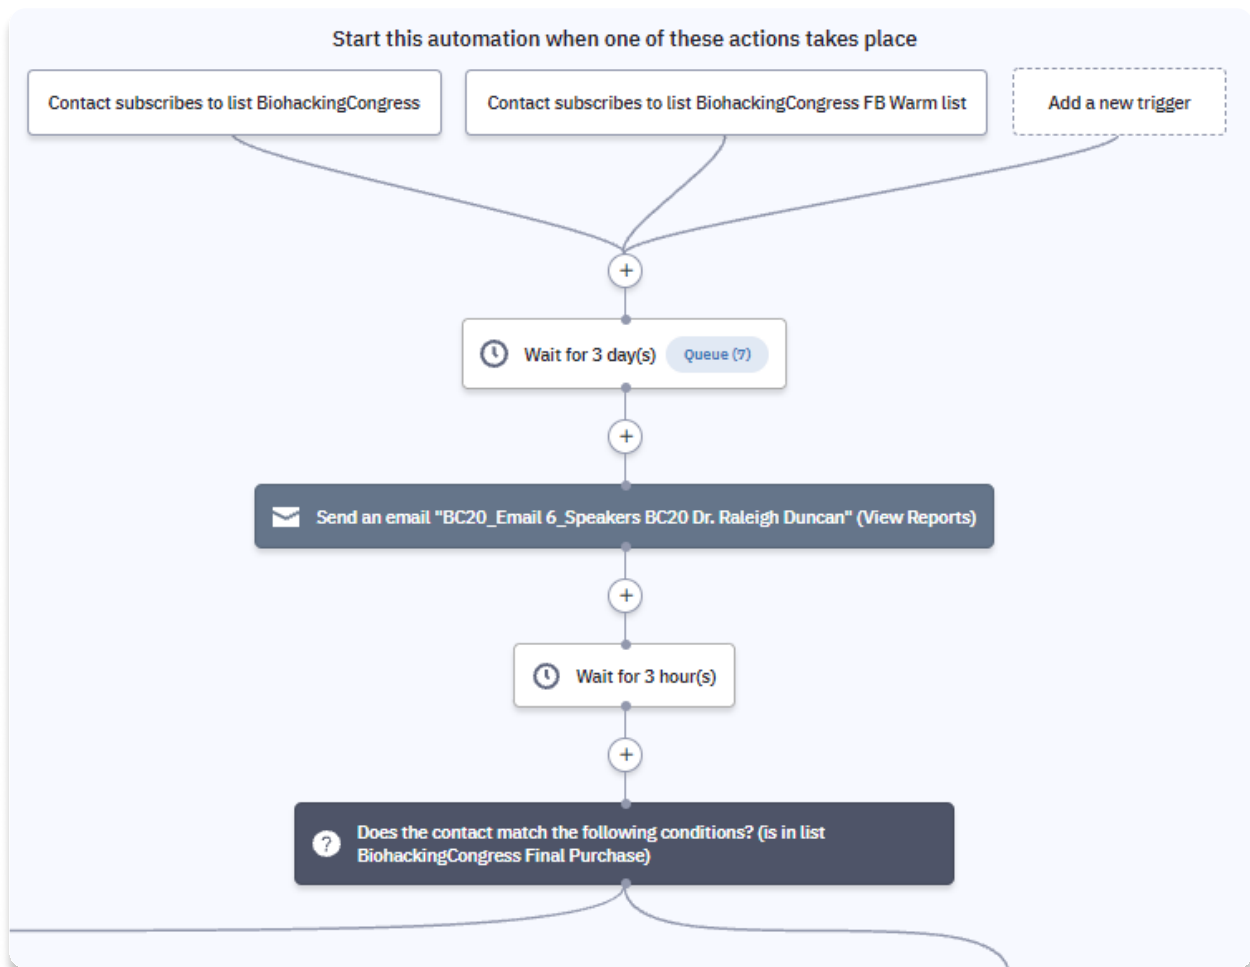 Start this automation when one of these actions takes place
Contact subscribes to list BiohackingCongress
Contact subscribes to list BiohackingCongress FB Warm list
Add a new trigger
+
Wait for 3 day(s) Queue (7)
+
Send an email "BC20_Email 6_Speakers BC20 Dr. Raleigh Duncan" (View Reports)
+
Wait for 3 hour(s)
+
? Does the contact match the following conditions? (is in list
BiohackingCongress Final Purchase)